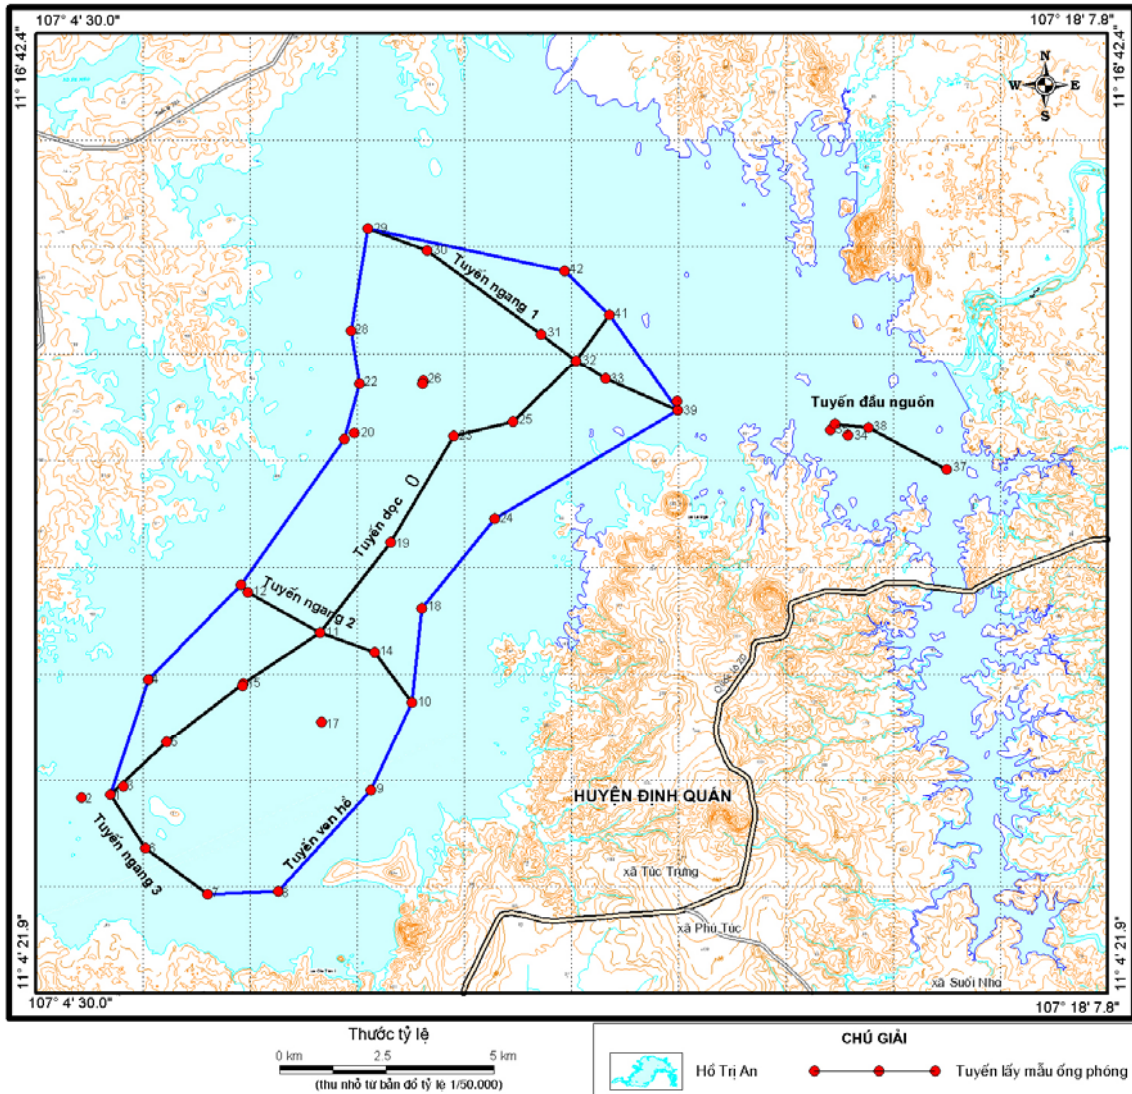 107° 4' 30.0"
107° 18' 7.8"
11° 16' 42.4"
11° 16' 42.4"
N
W
E
S
29
30
42
Tuyến ngang 1
41
31
28
32
33
22
26
39
Tuyến đầu nguồn
25
20
23
38
34
37
0
Tuyến dọc
24
19
12
Tuyến ngang 2
18
11
14
4
15
10
17
5
Quốc lộ 20
3
2
1
9
HUYỆN ĐỊNH QUÁN
Tuyến ven hồ
Tuyến ngang 3
6
7
8
xã Túc Trưng
xã Phú Túc
xã Suối Nho
11° 4' 21.9"
11° 4' 21.9"
107° 4' 30.0"
107° 18' 7.8"
Thước tỷ lệ
0 km 2.5 5 km
(thu nhỏ từ bản đồ tỷ lệ 1/50.000)
CHÚ GIẢI
Hồ Trị An
Tuyến lấy mẫu ống phóng